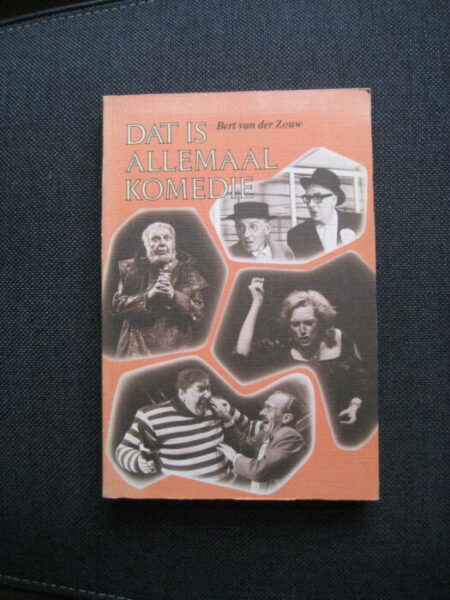 DAT IS
Bert van der Zouw
ALLEMAAL
KOMEDIE